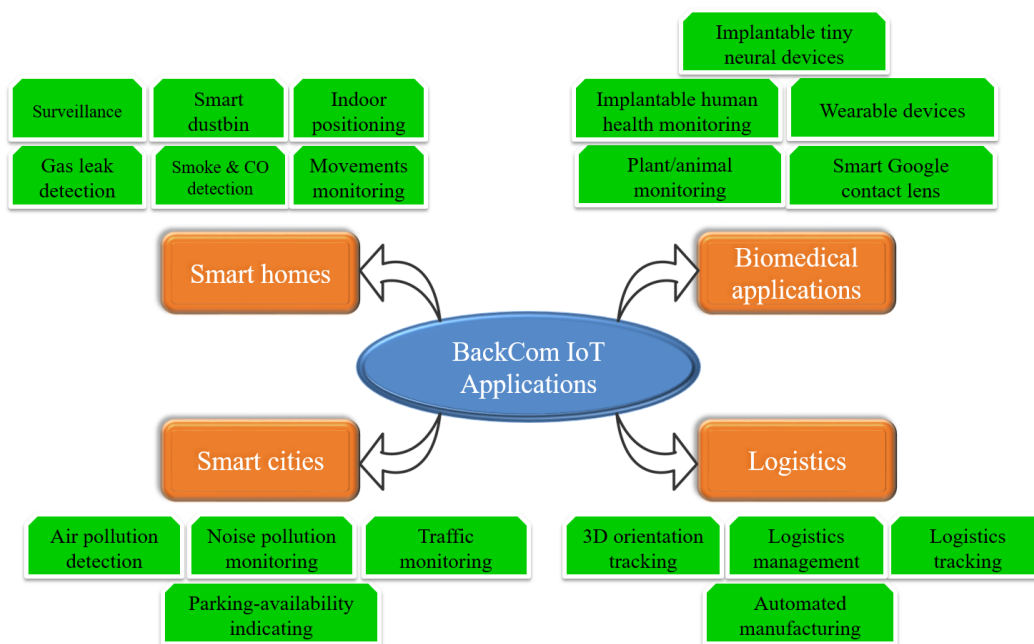 Implantable tiny
neural devices
Surveillance
Smart
dustbin
Indoor
positioning
Implantable human
health monitoring
Wearable devices
Gas leak
detection
Smoke & CO
detection
Movements
monitoring
Plant/animal
monitoring
Smart Google
contact lens
Smart homes
Biomedical
applications
BackCom IoT
Applications
Smart cities
Logistics
Air pollution
detection
Noise pollution
monitoring
Traffic
monitoring
3D orientation
tracking
Logistics
management
Logistics
tracking
Parking-availability
indicating
Automated
manufacturing